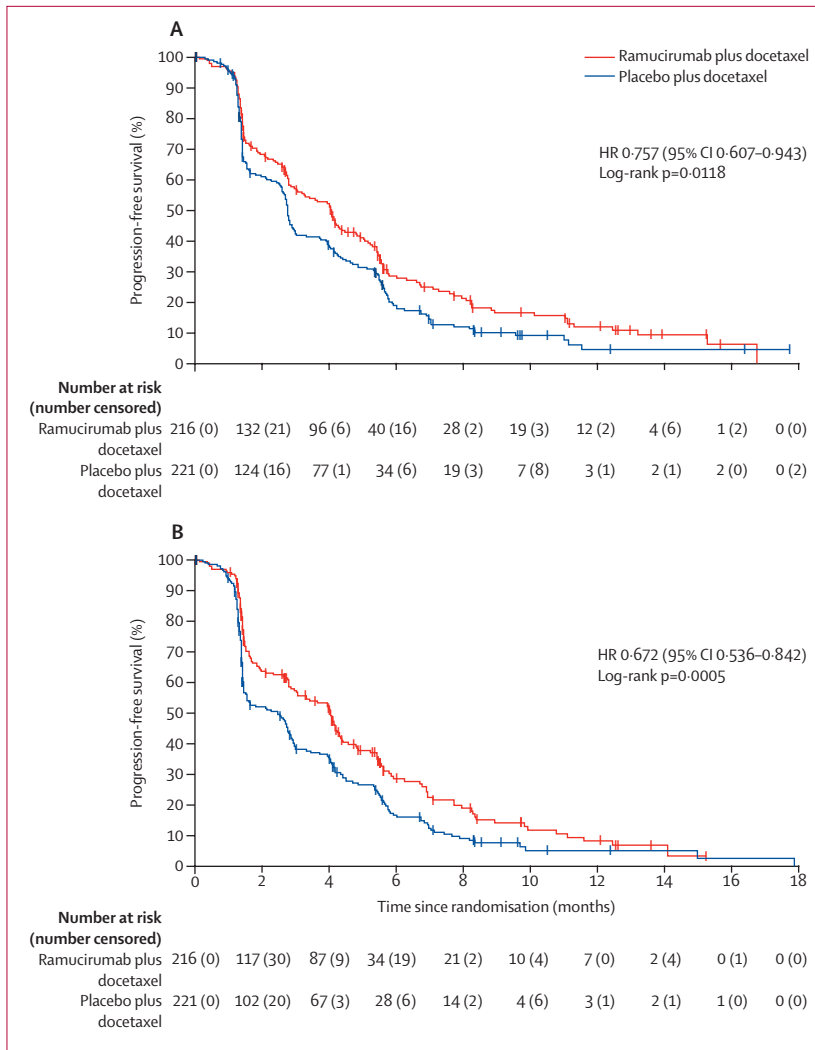 A
100
90
80
70
60
50
40
30
20
10
0
Progression-free survival (%)
Ramucirumab plus docetaxel
Placebo plus docetaxel
HR 0·757 (95% CI 0·607–0·943)
Log-rank p=0·0118
Number at risk
(number censored)
Ramucirumab plus docetaxel 216 (0) 132 (21) 96 (6) 40 (16) 28 (2) 19 (3) 12 (2) 4 (6) 1 (2) 0 (0)
Placebo plus docetaxel 221 (0) 124 (16) 77 (1) 34 (6) 19 (3) 7 (8) 3 (1) 2 (1) 2 (0) 0 (2)
B
100
90
80
70
60
50
40
30
20
10
0
Progression-free survival (%)
HR 0·672 (95% CI 0·536–0·842)
Log-rank p=0·0005
0 2 4 6 8 10 12 14 16 18
Time since randomisation (months)
Number at risk
(number censored)
Ramucirumab plus docetaxel 216 (0) 117 (30) 87 (9) 34 (19) 21 (2) 10 (4) 7 (0) 2 (4) 0 (1) 0 (0)
Placebo plus docetaxel 221 (0) 102 (20) 67 (3) 28 (6) 14 (2) 4 (6) 3 (1) 2 (1) 1 (0) 0 (0)